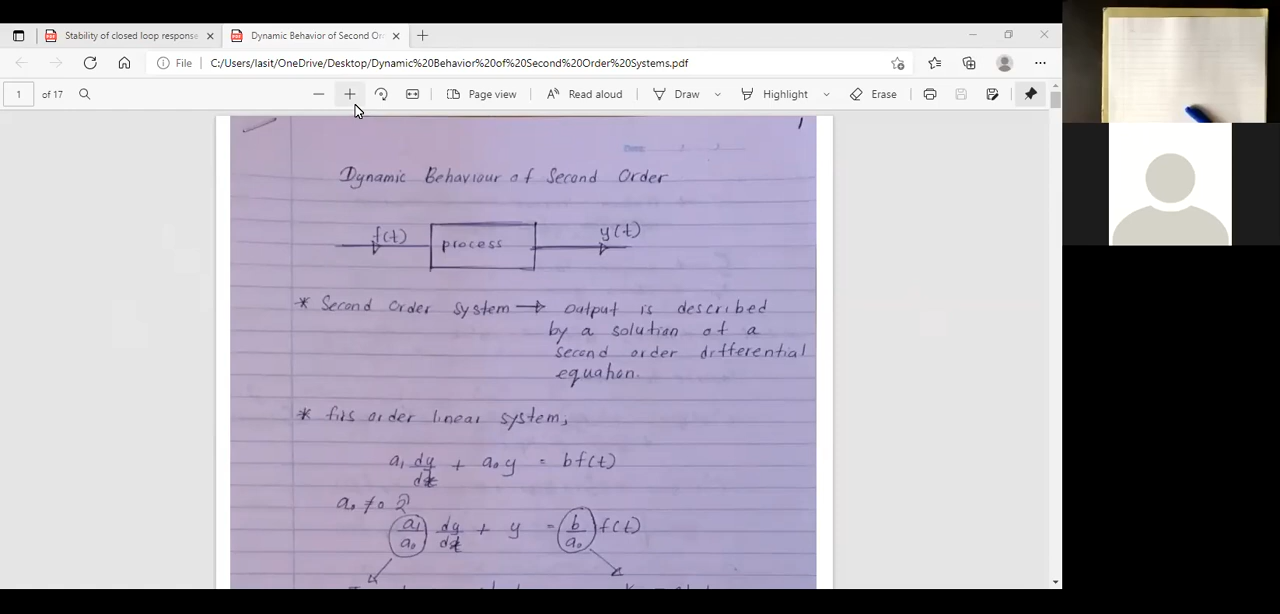 Stability of closed loop response
Dynamic Behavior of Second Or
File C:/Users/lasit/OneDrive/Desktop/Dynamic%20Behavior%20of%20Second%20Order%20Systems.pdf
1 of 17 Page view Read aloud Draw Highlight Erase
1
Date:
Dynamic Behaviour of Second Order
f(t) process y(t)
* Second Order system → output is described
by a solution of a
second order differential
equation.
* firs order linear system,
a₁ dy/dt + a₀ y = bf(t)
a₀ ≠ 0
(a₁/a₀) dy/dt + y = (b/a₀) f(t)